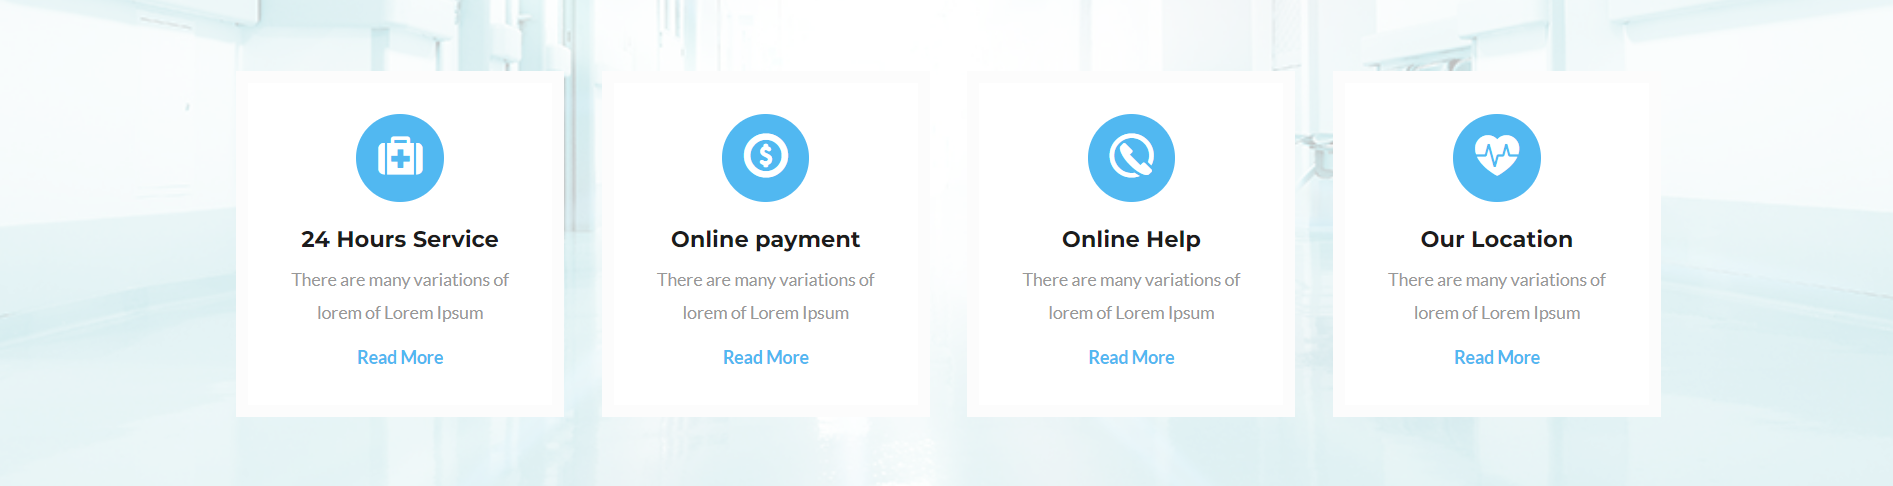 24 Hours Service
There are many variations of
lorem of Lorem Ipsum
Read More
Online payment
There are many variations of
lorem of Lorem Ipsum
Read More
Online Help
There are many variations of
lorem of Lorem Ipsum
Read More
Our Location
There are many variations of
lorem of Lorem Ipsum
Read More